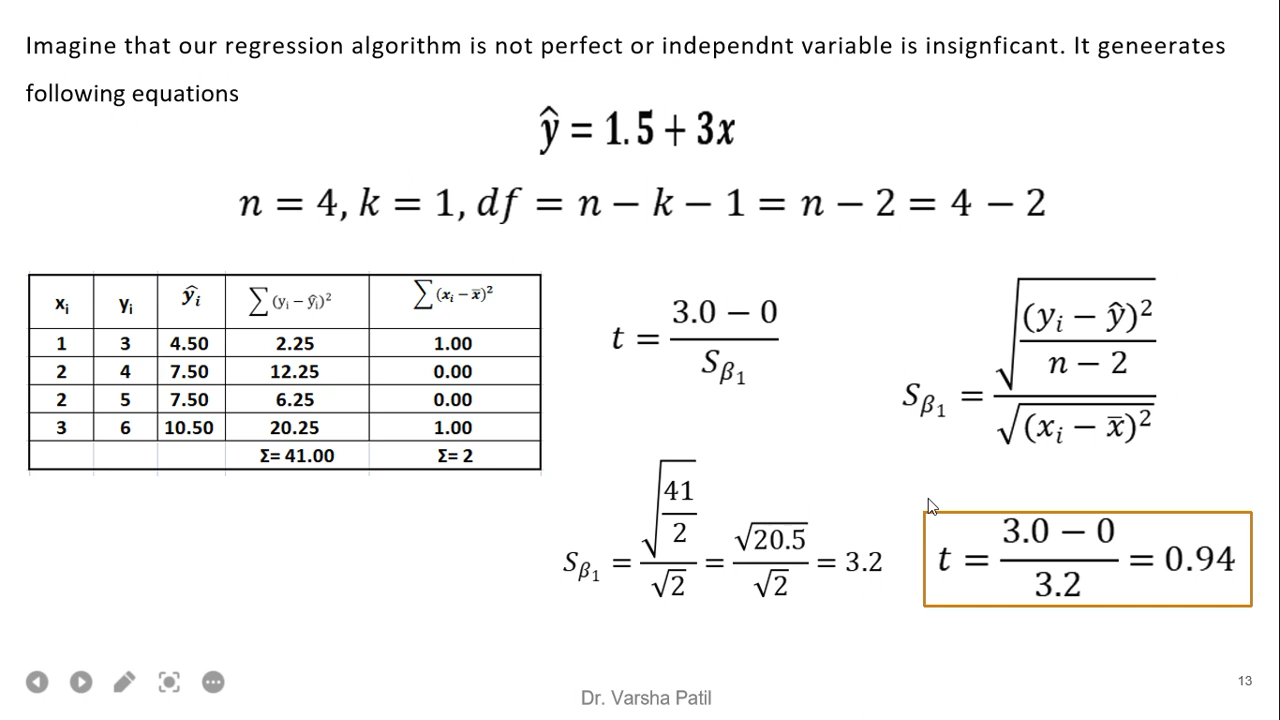 Imagine that our regression algorithm is not perfect or independnt variable is insignficant. It geneerates
following equations
ŷ = 1.5 + 3x
n = 4, k = 1, df = n − k − 1 = n − 2 = 4 − 2
xᵢ yᵢ ŷᵢ ∑(yᵢ − ŷᵢ)² ∑(xᵢ − x̄)²
1 3 4.50 2.25 1.00
2 4 7.50 12.25 0.00
2 5 7.50 6.25 0.00
3 6 10.50 20.25 1.00
Σ= 41.00 Σ= 2
t = (3.0 − 0) / S_β₁
S_β₁ = √((yᵢ − ŷ)² / (n − 2)) / √(xᵢ − x̄)²
S_β₁ = √(41/2) / √2 = √20.5 / √2 = 3.2
t = (3.0 − 0) / 3.2 = 0.94
13
Dr. Varsha Patil